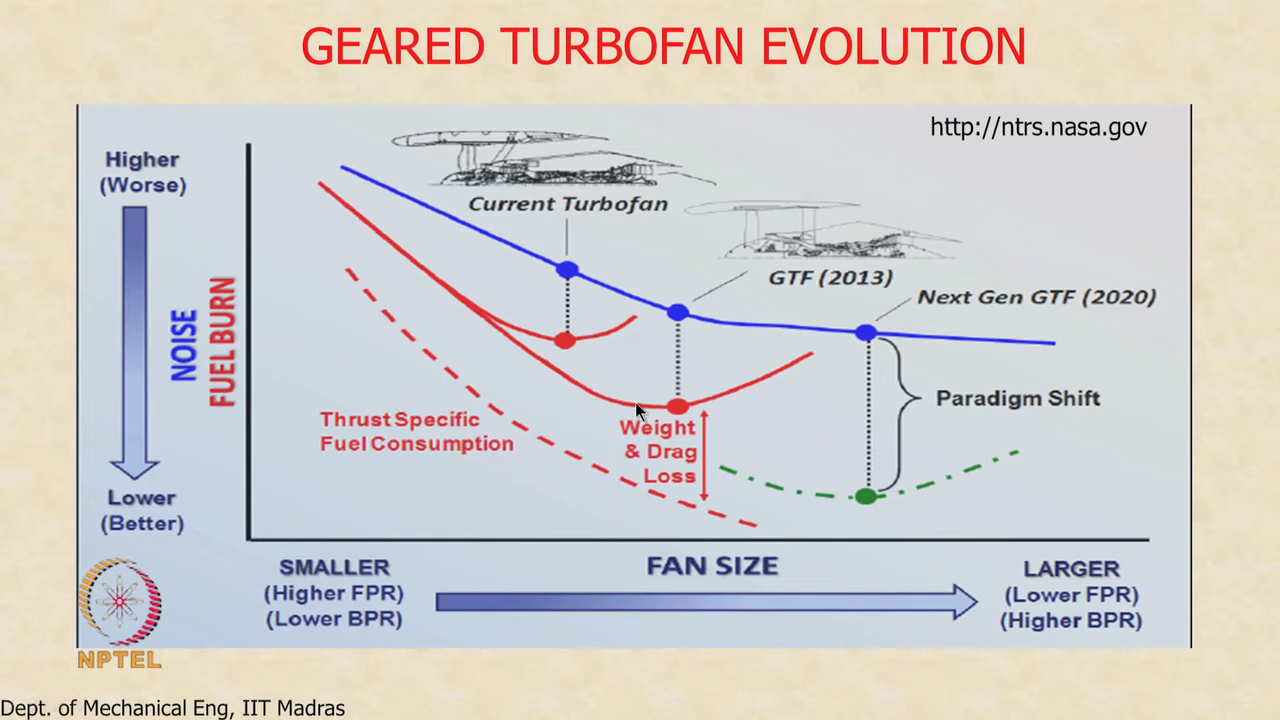 GEARED TURBOFAN EVOLUTION
http://ntrs.nasa.gov
Higher
(Worse)
Current Turbofan
GTF (2013)
Next Gen GTF (2020)
NOISE
FUEL BURN
Paradigm Shift
Thrust Specific
Fuel Consumption
Weight
& Drag
Loss
Lower
(Better)
SMALLER
(Higher FPR)
(Lower BPR)
FAN SIZE
LARGER
(Lower FPR)
(Higher BPR)
NPTEL
Dept. of Mechanical Eng, IIT Madras